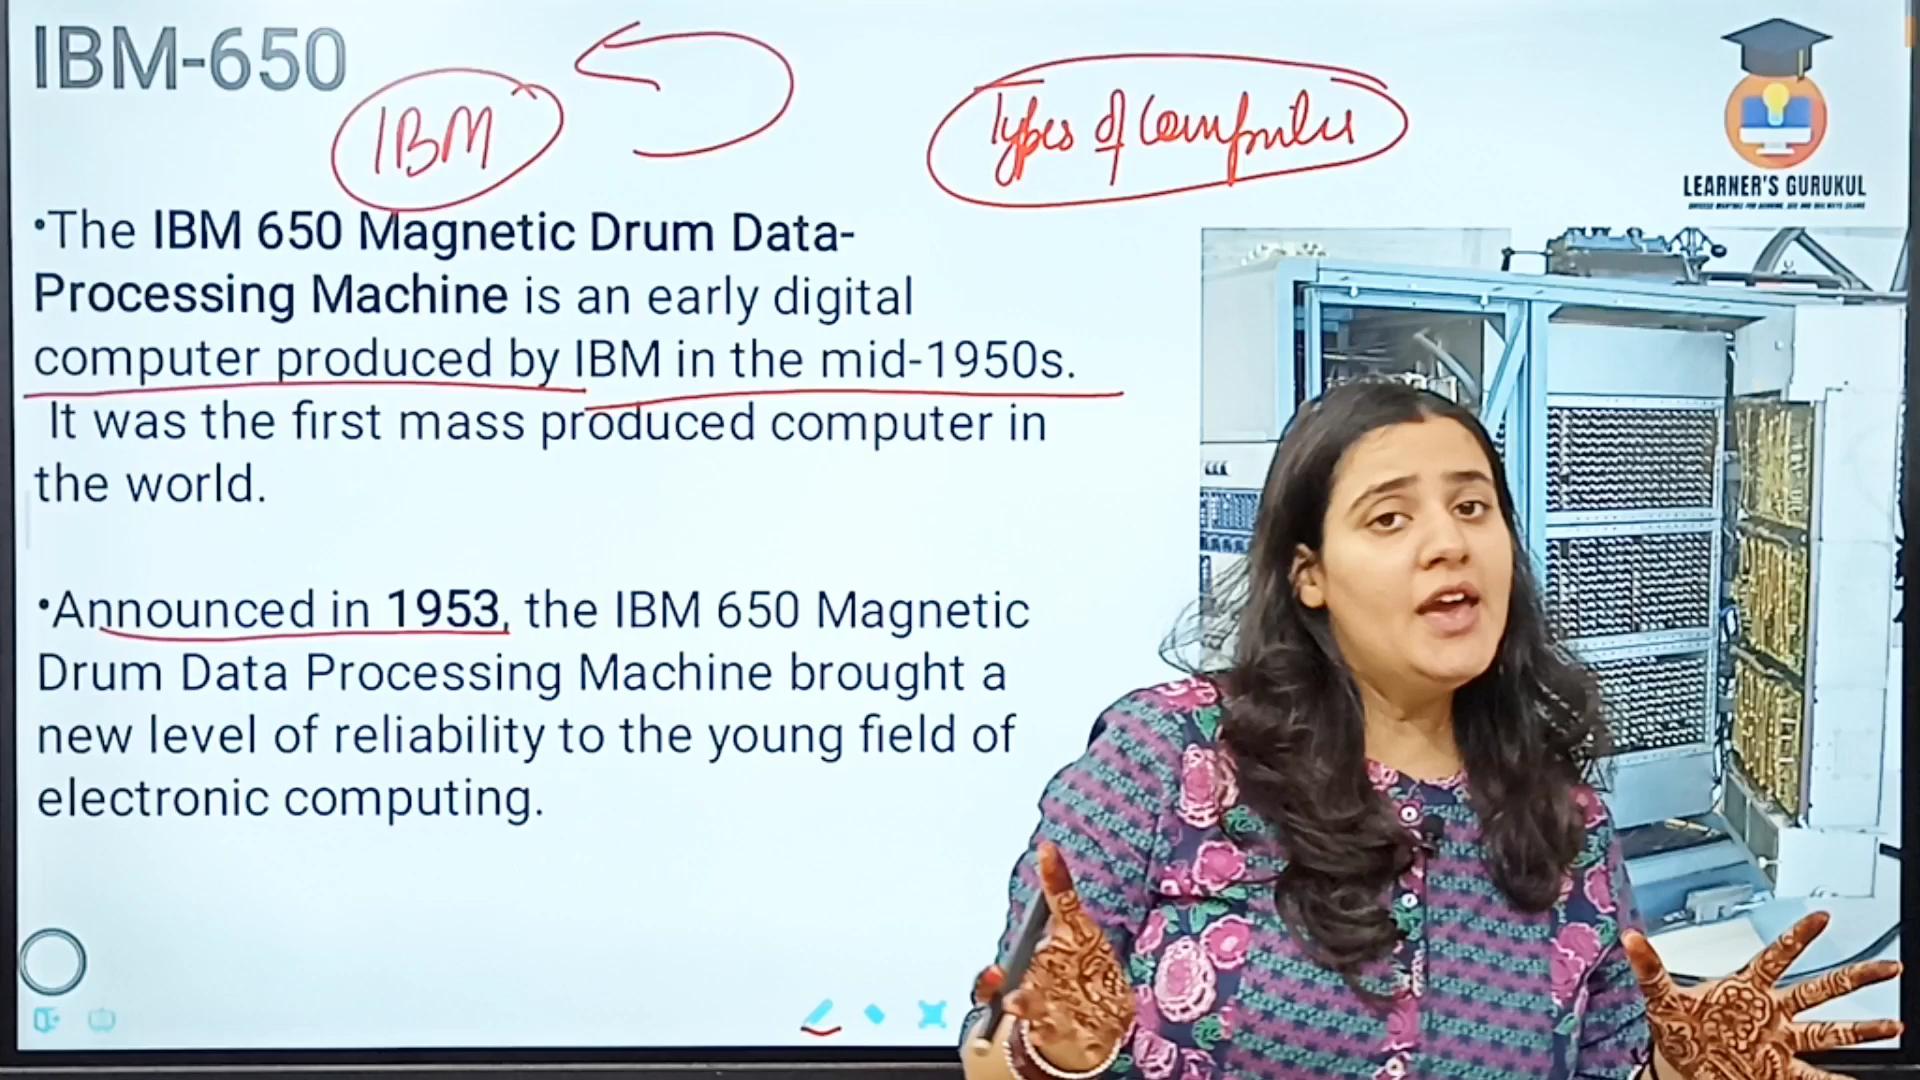 IBM-650
IBM
Types of Computer
LEARNER'S GURUKUL
•The IBM 650 Magnetic Drum Data-
Processing Machine is an early digital
computer produced by IBM in the mid-1950s.
It was the first mass produced computer in
the world.
•Announced in 1953, the IBM 650 Magnetic
Drum Data Processing Machine brought a
new level of reliability to the young field of
electronic computing.